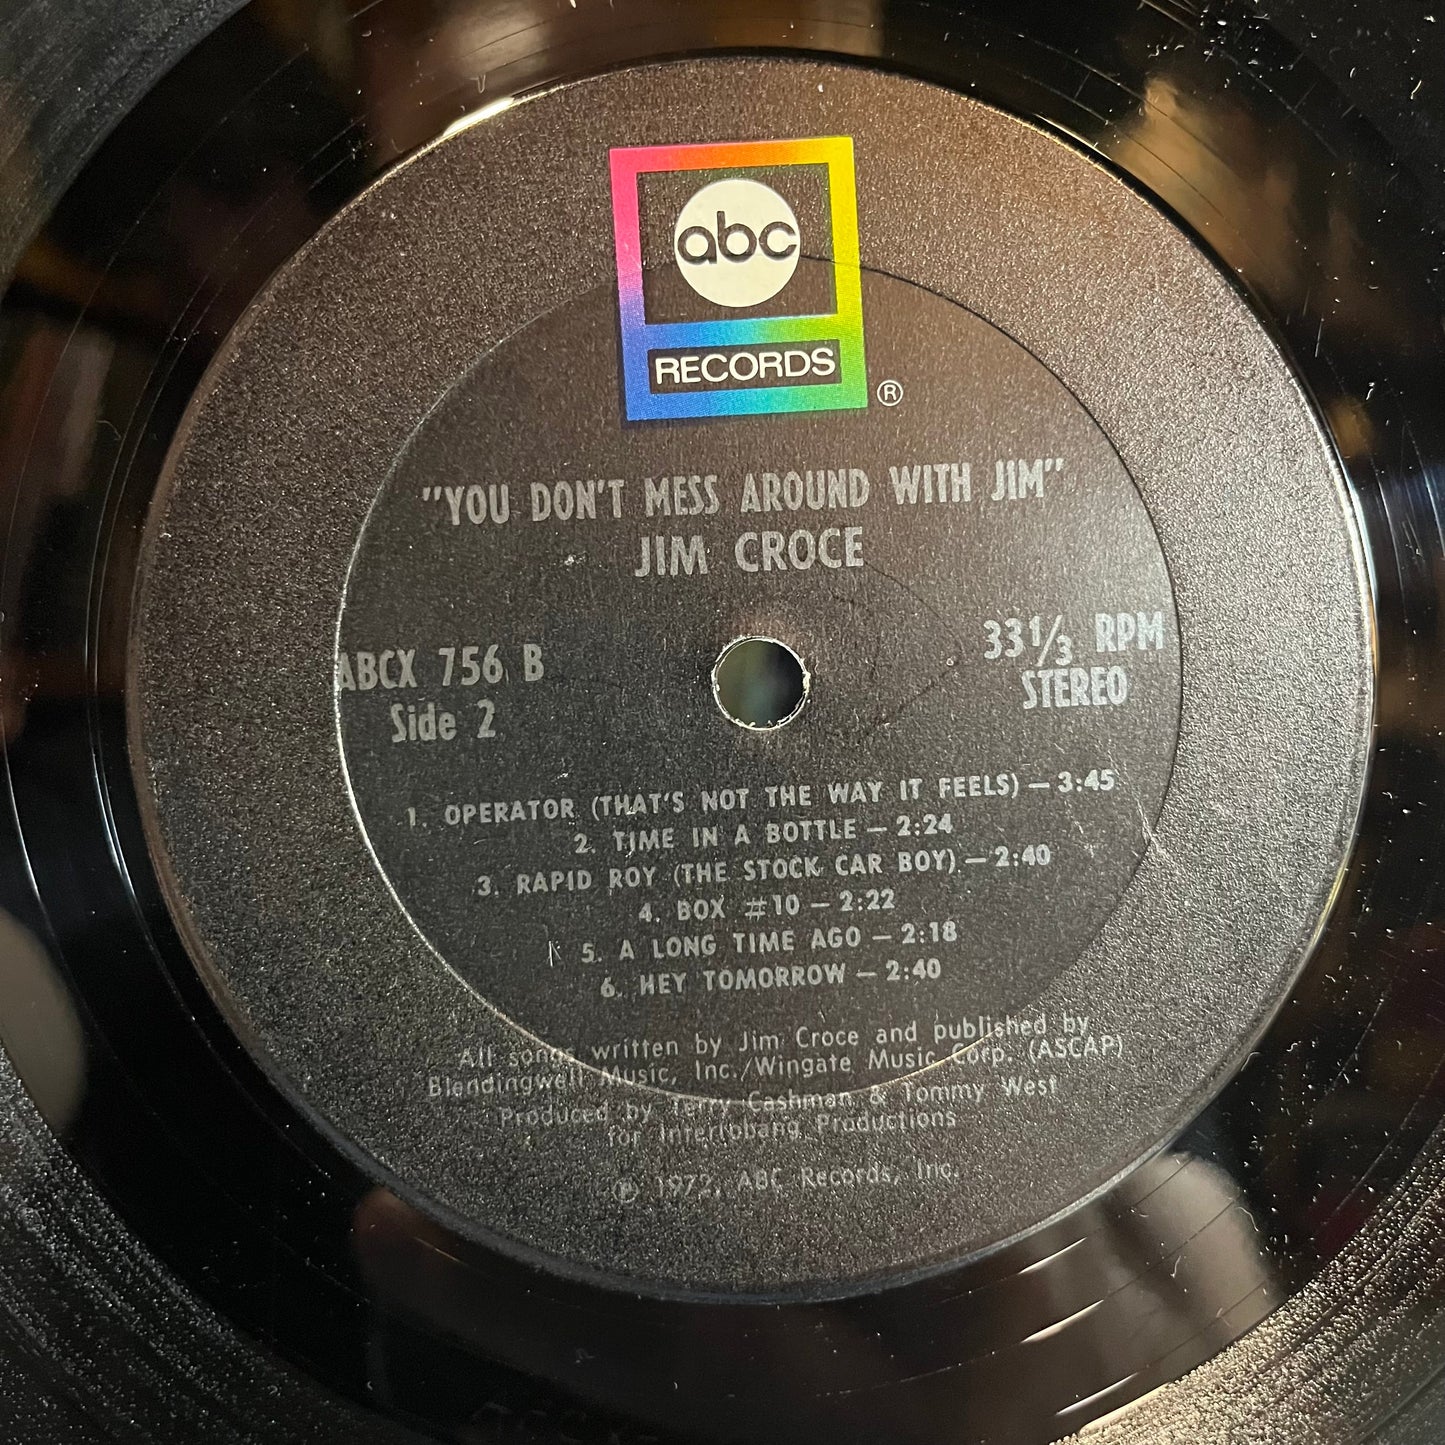 abc
RECORDS
®
"YOU DON'T MESS AROUND WITH JIM"
JIM CROCE
ABCX 756 B
Side 2
33 1/3 RPM
STEREO
1. OPERATOR (THAT'S NOT THE WAY IT FEELS) – 3:45
2. TIME IN A BOTTLE – 2:24
3. RAPID ROY (THE STOCK CAR BOY) – 2:40
4. BOX #10 – 2:22
5. A LONG TIME AGO – 2:18
6. HEY TOMORROW – 2:40
All songs written by Jim Croce and published by
Blendingwell Music, Inc./Wingate Music Corp. (ASCAP)
Produced by Terry Cashman & Tommy West
for Interrobang Productions
℗ 1972, ABC Records, Inc.